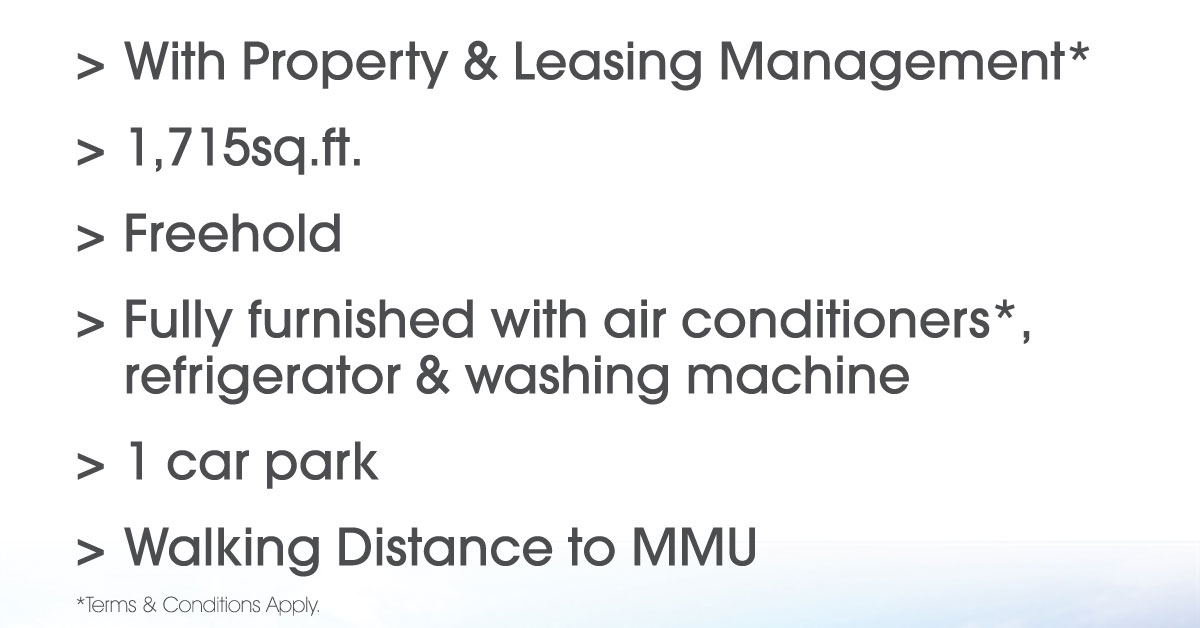 > With Property & Leasing Management*
> 1,715sq.ft.
> Freehold
> Fully furnished with air conditioners*,
refrigerator & washing machine
> 1 car park
> Walking Distance to MMU
*Terms & Conditions Apply.